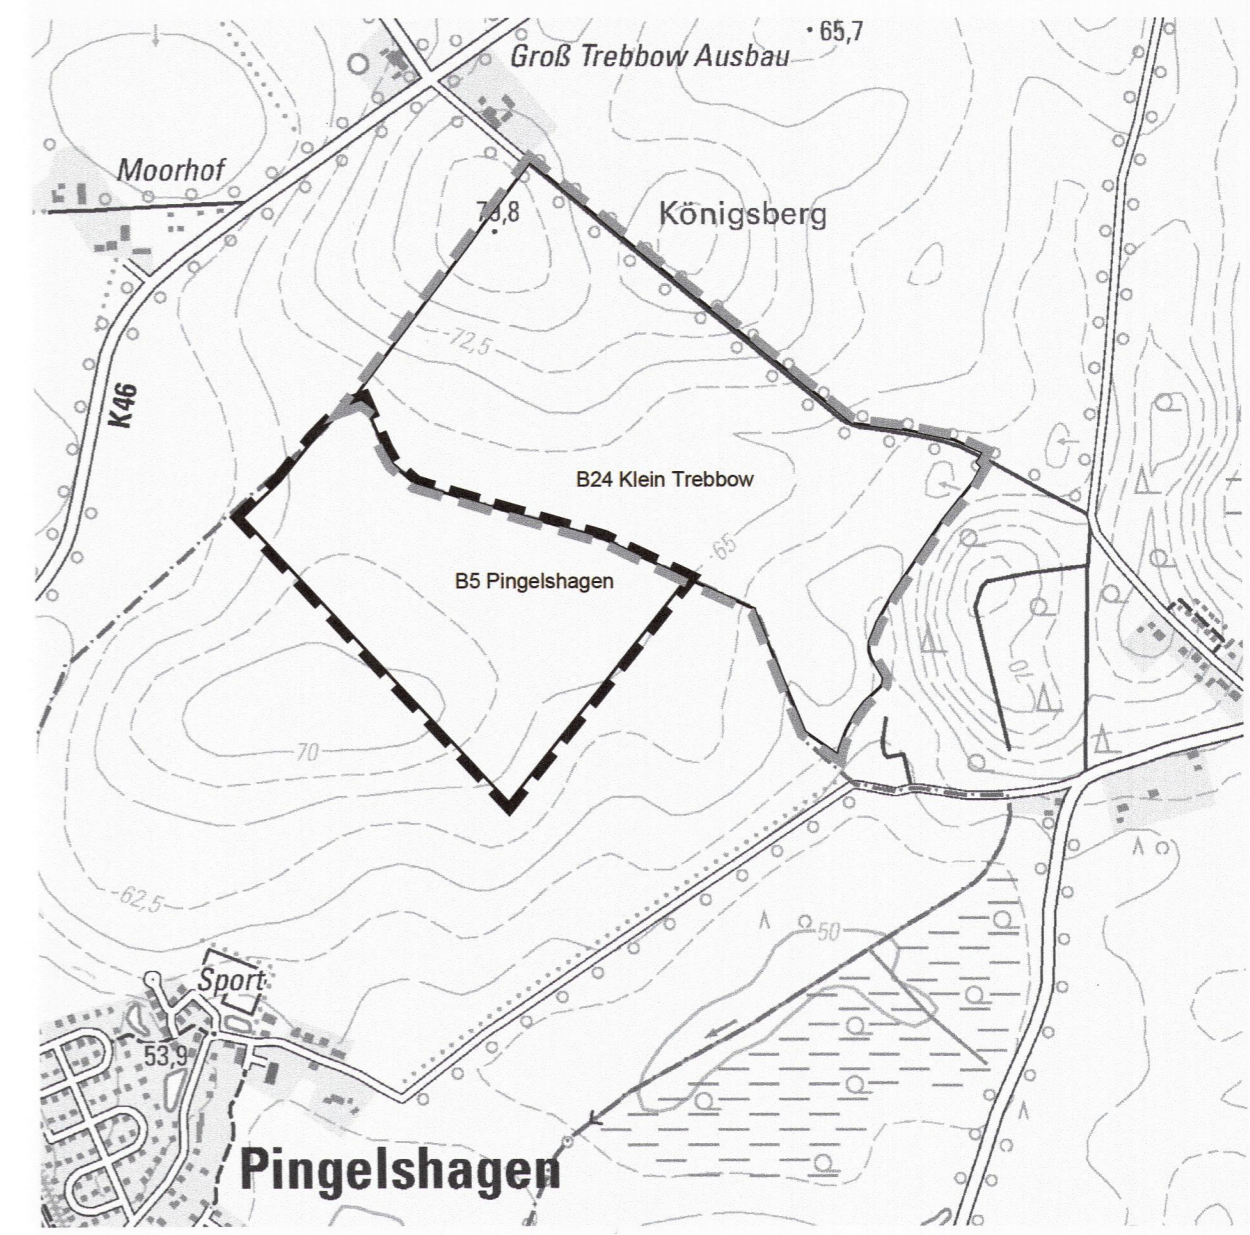 65,7
Groß Trebbow Ausbau
Moorhof
Königsberg
72,5
K46
B24 Klein Trebbow
65
B5 Pingelshagen
70
70
62,5
50
Sport
53,9
Pingelshagen